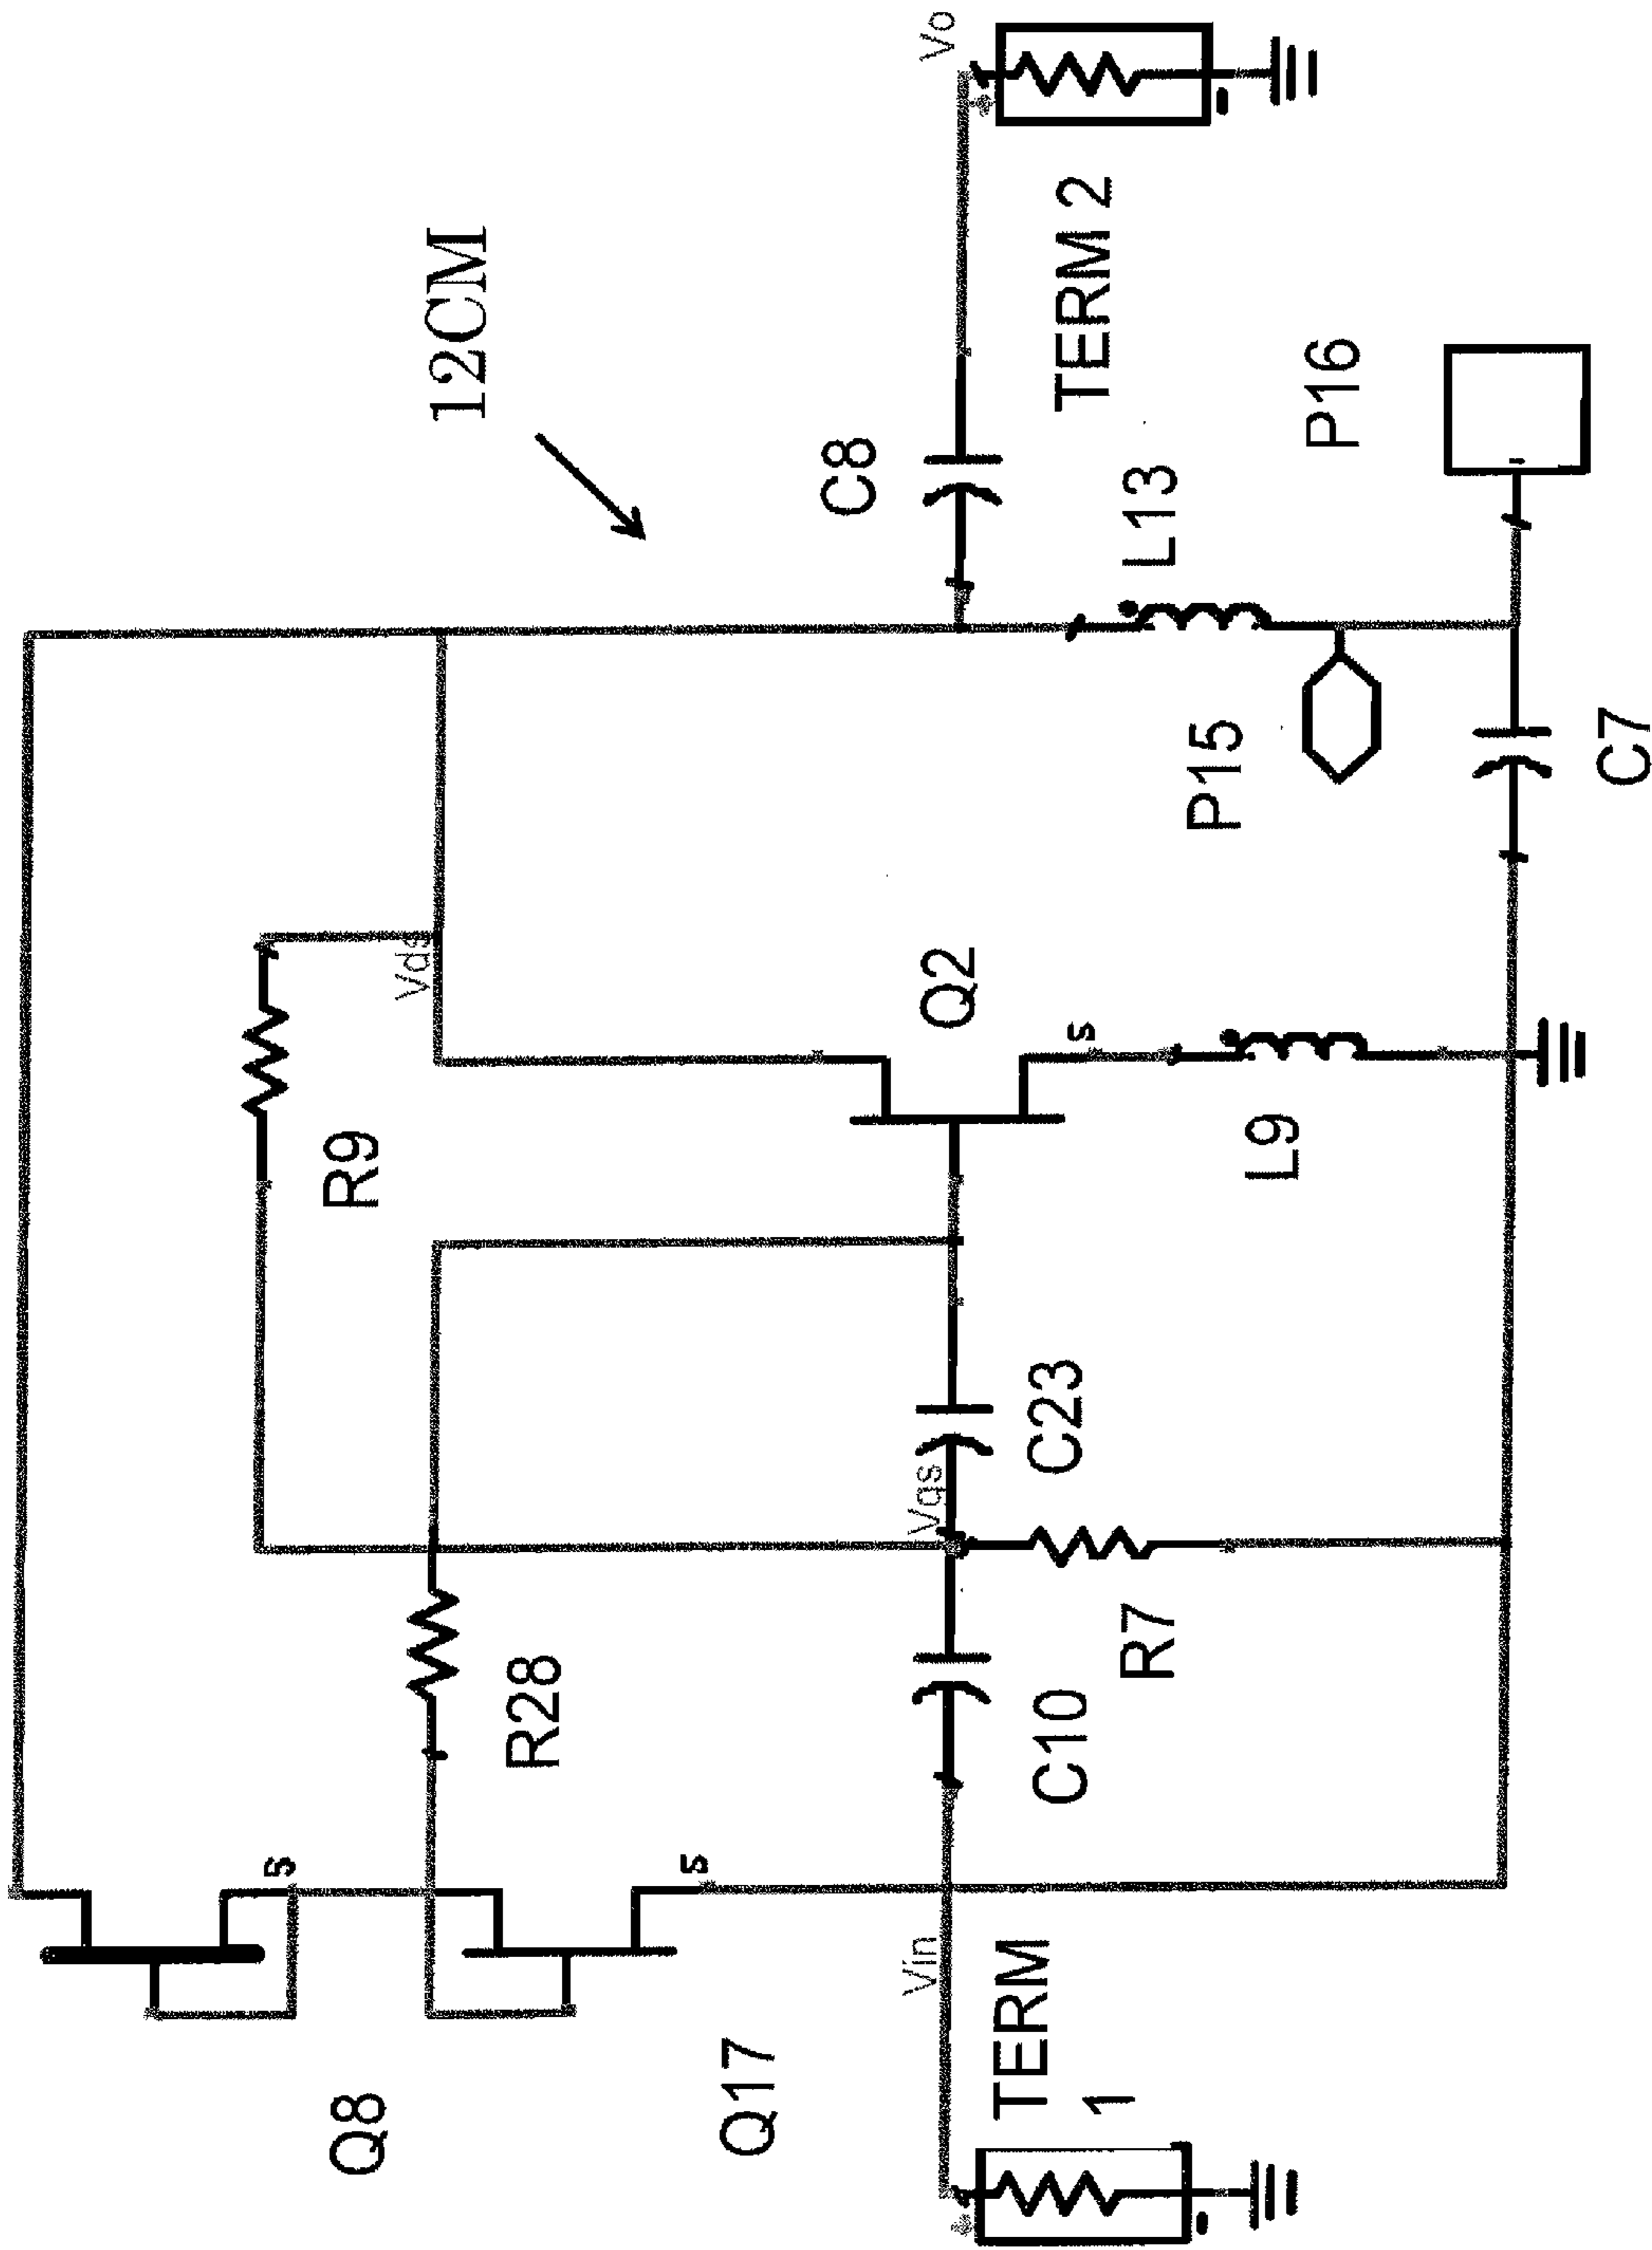 12CM
Vo
C8
TERM 2
L13
P16
P15
C7
R9
Vds
Q2
s
L9
R28
C23
Vgs
R7
C10
s
s
Vin
Q8
Q17
TERM
1